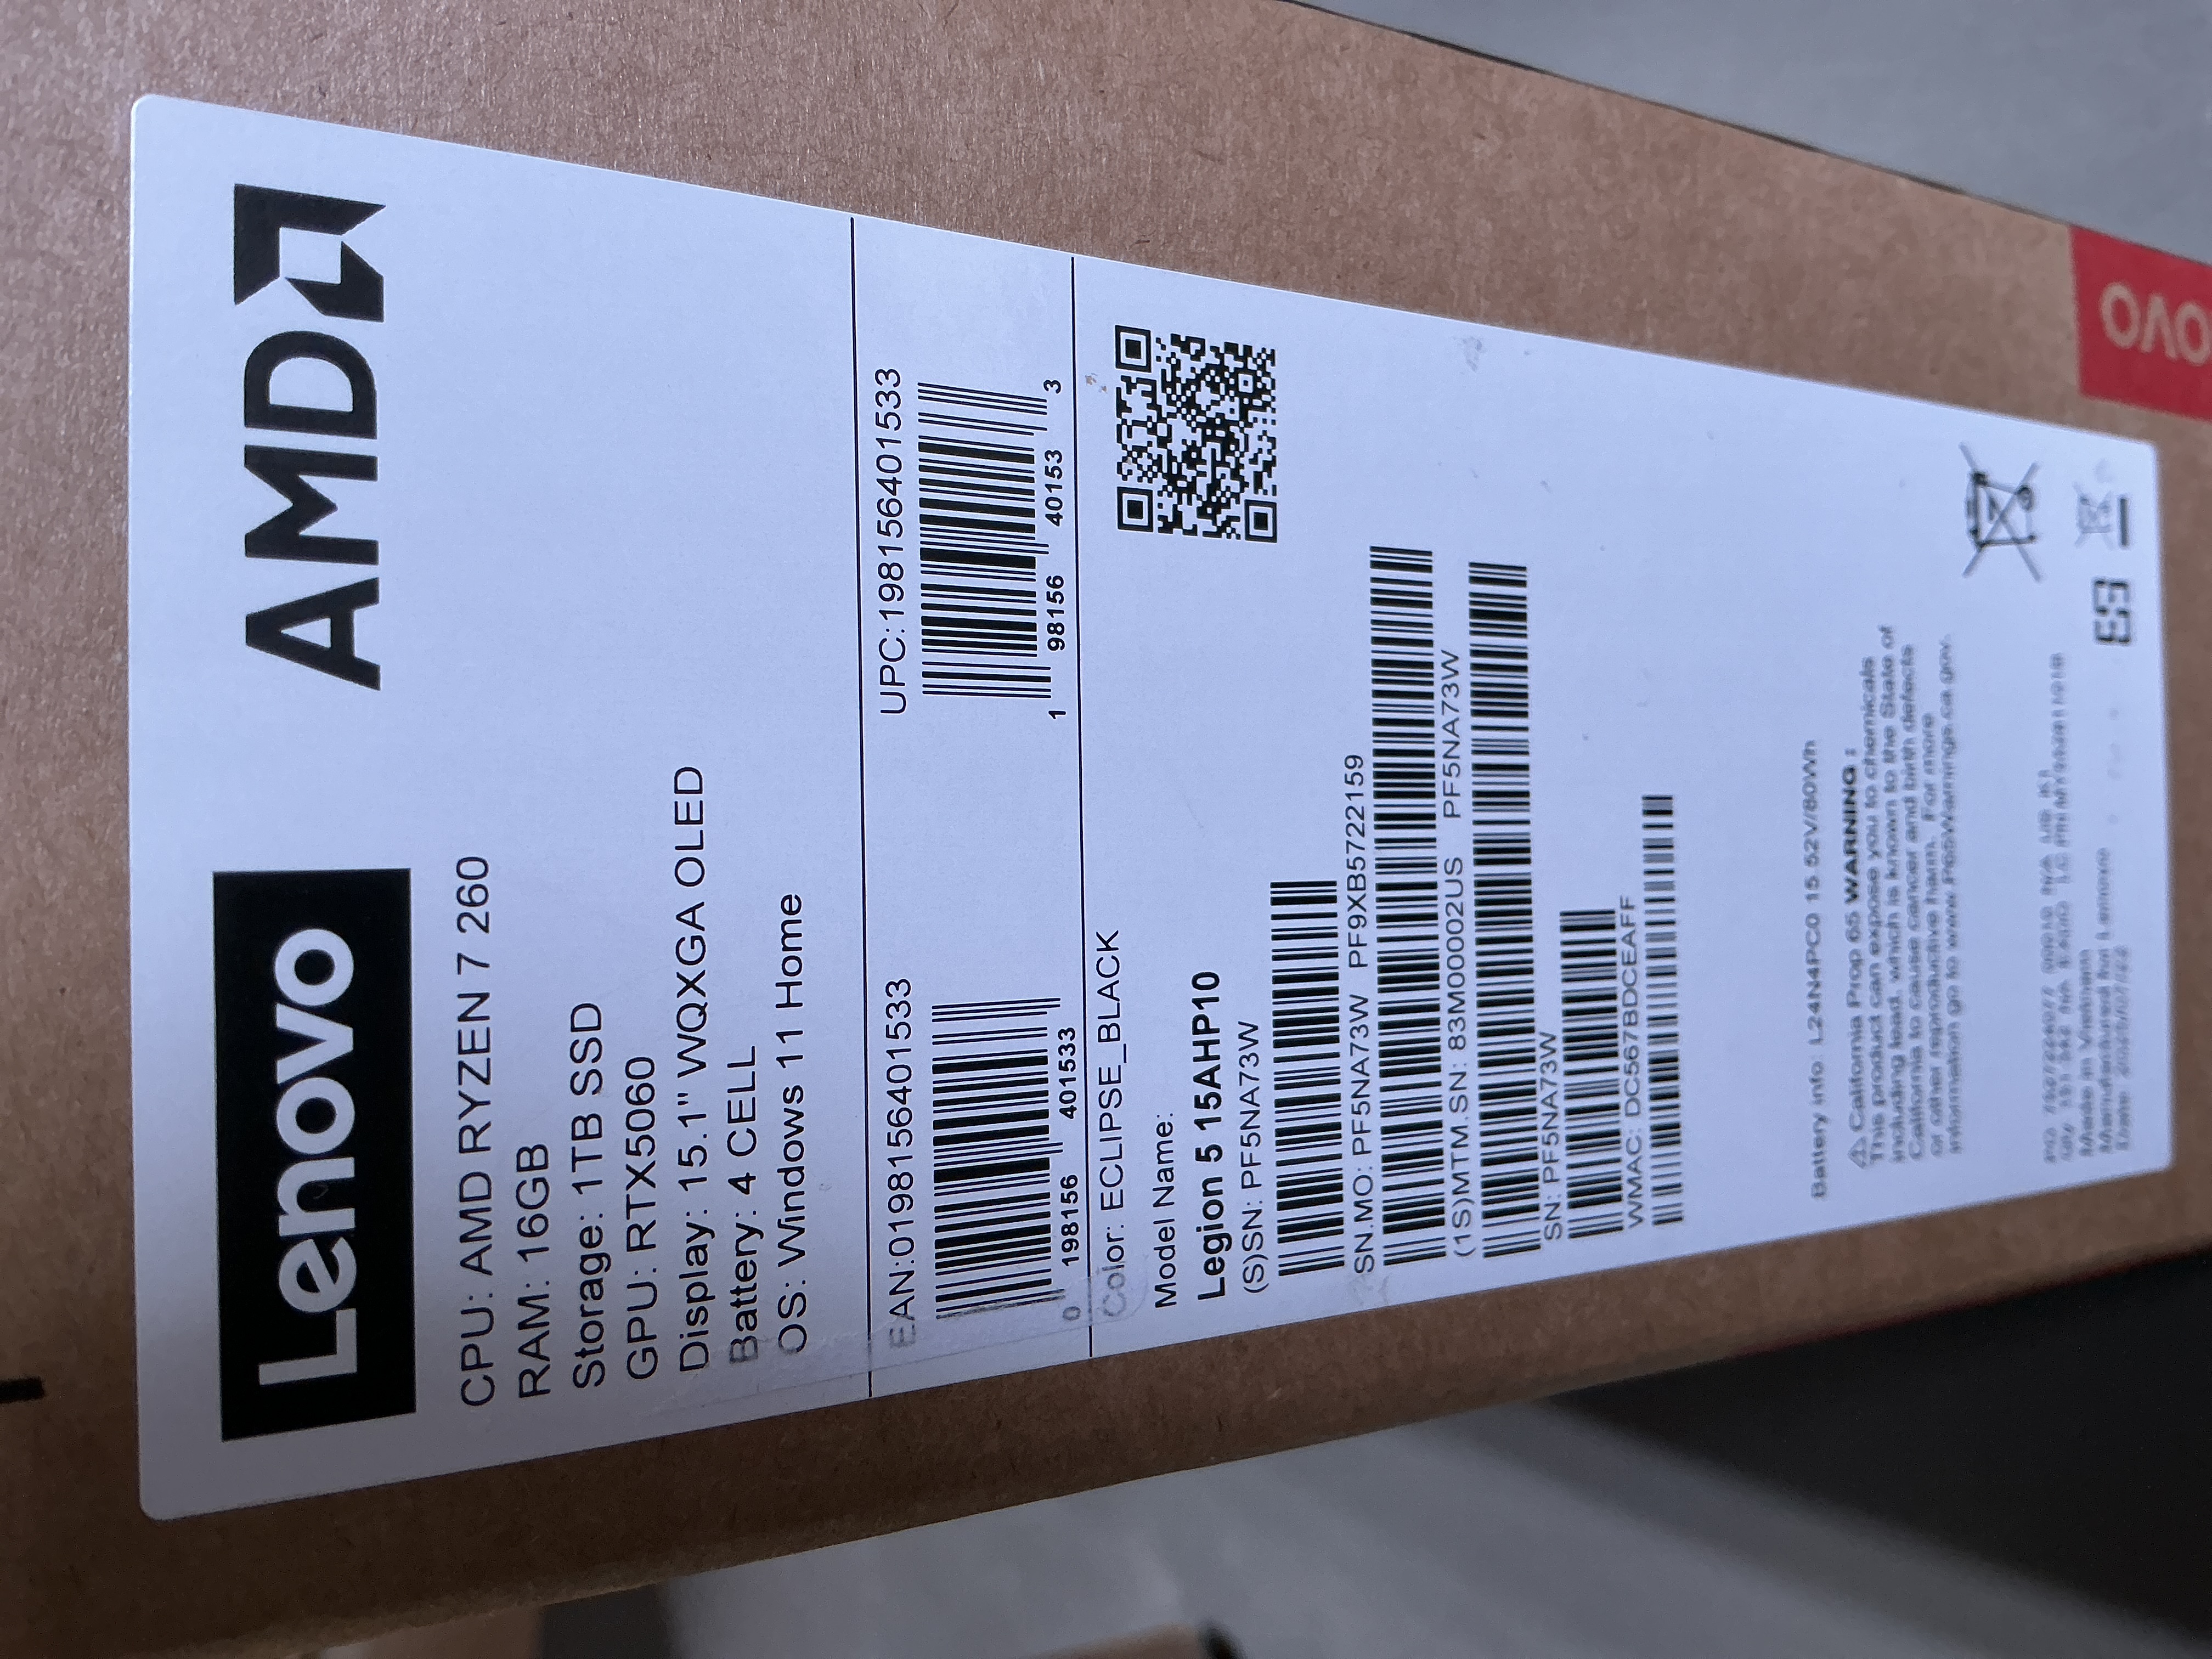 Lenovo AMD
CPU: AMD RYZEN 7 260
RAM: 16GB
Storage: 1TB SSD
GPU: RTX5060
Display: 15.1" WQXGA OLED
Battery: 4 CELL
OS: Windows 11 Home
EAN:0198156401533 UPC:198156401533
0 198156 401533 1 98156 40153 3
Color: ECLIPSE_BLACK
Model Name:
Legion 5 15AHP10
(S)SN: PF5NA73W
SN.MO: PF5NA73W PF9XB5722159
(1S)MTM.SN: 83M00002US PF5NA73W
SN: PF5NA73W
WMAC: DC567BDCEAFF
Battery info: L24N4PC0 15.52V/80Wh
California Prop 65 WARNING :
This product can expose you to chemicals
including lead, which is known to the State of
California to cause cancer and birth defects
or other reproductive harm. For more
information go to www.P65Warnings.ca.gov.
Made in Vietnam
Manufactured for Lenovo
Date:
ovo